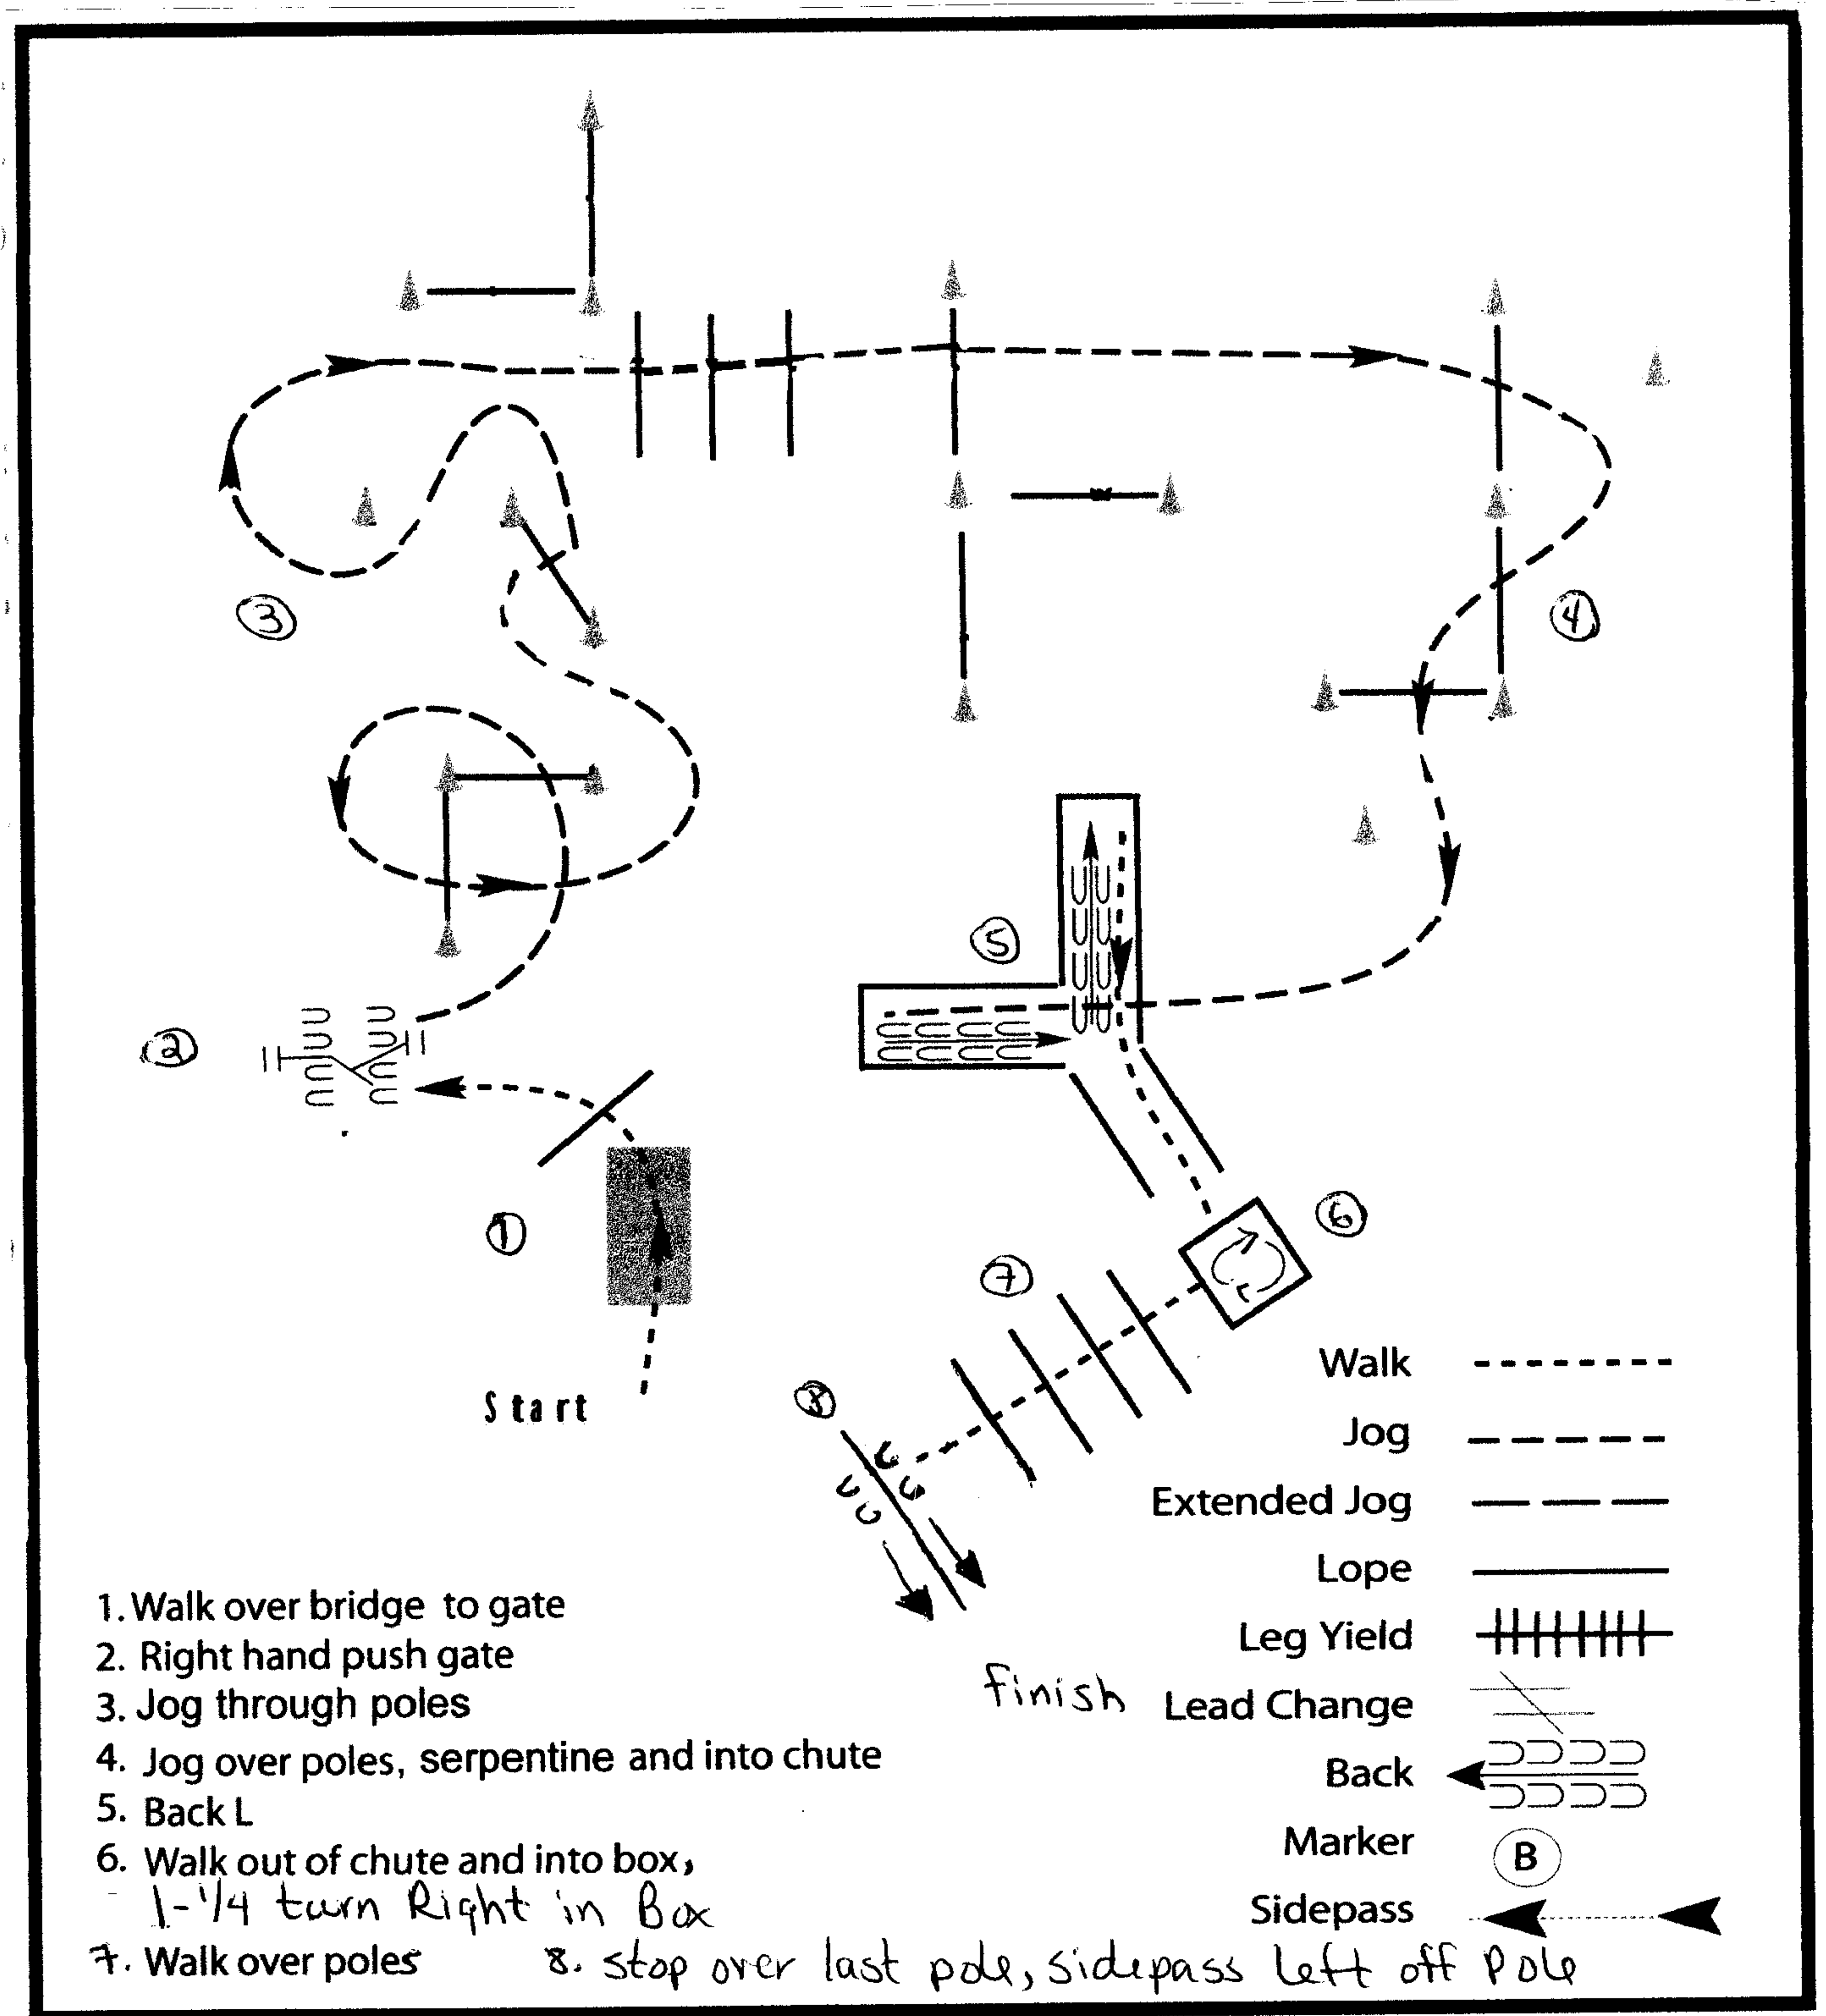 3
4
2
5
1
6
7
8
Start
Walk
Jog
Extended Jog
Lope
Leg Yield
finish
Lead Change
Back
Marker
B
Sidepass
1. Walk over bridge to gate
2. Right hand push gate
3. Jog through poles
4. Jog over poles, serpentine and into chute
5. Back L
6. Walk out of chute and into box,
1-1/4 turn Right in Box
7. Walk over poles
8. stop over last pole, sidepass Left off Pole